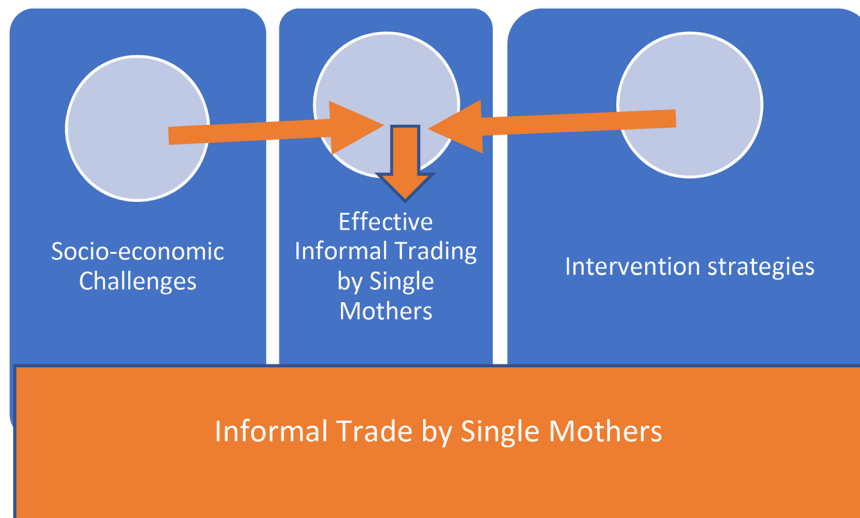 Socio-economic
Challenges
Effective
Informal Trading
by Single
Mothers
Intervention strategies
Informal Trade by Single Mothers